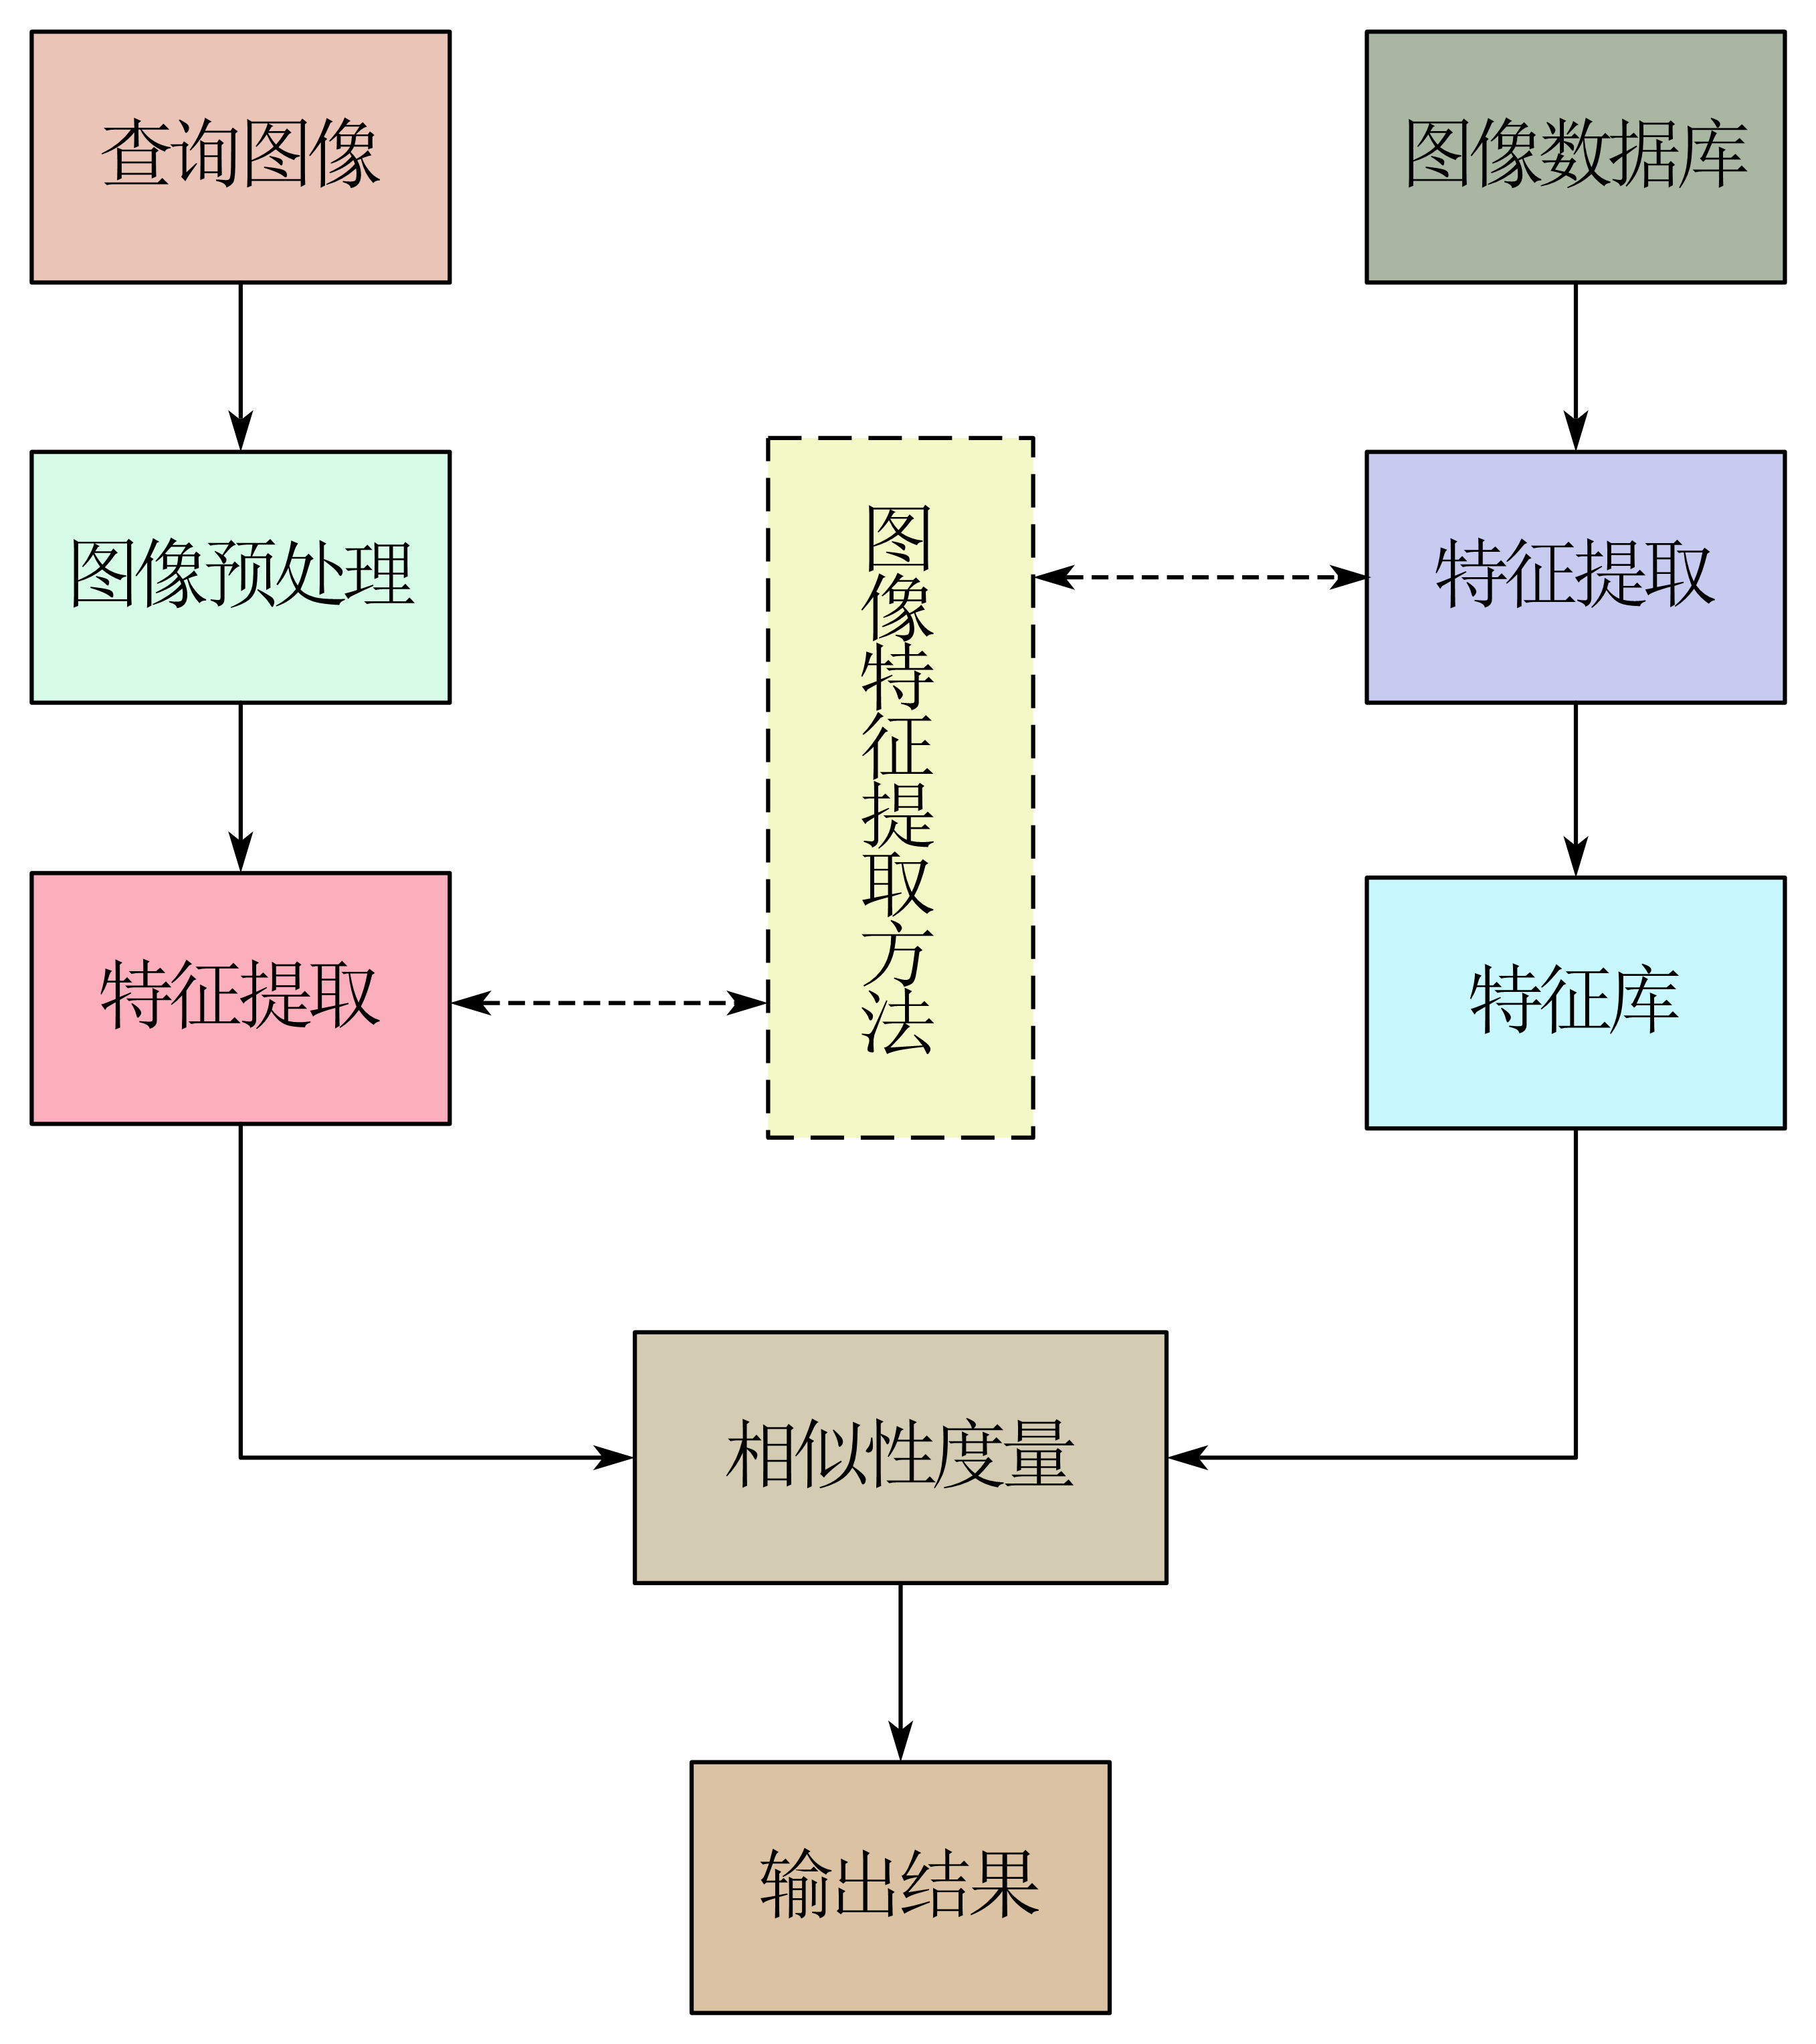 查询图像
图像数据库
图像预处理
图像特征提取方法
特征提取
特征提取
特征库
相似性度量
输出结果